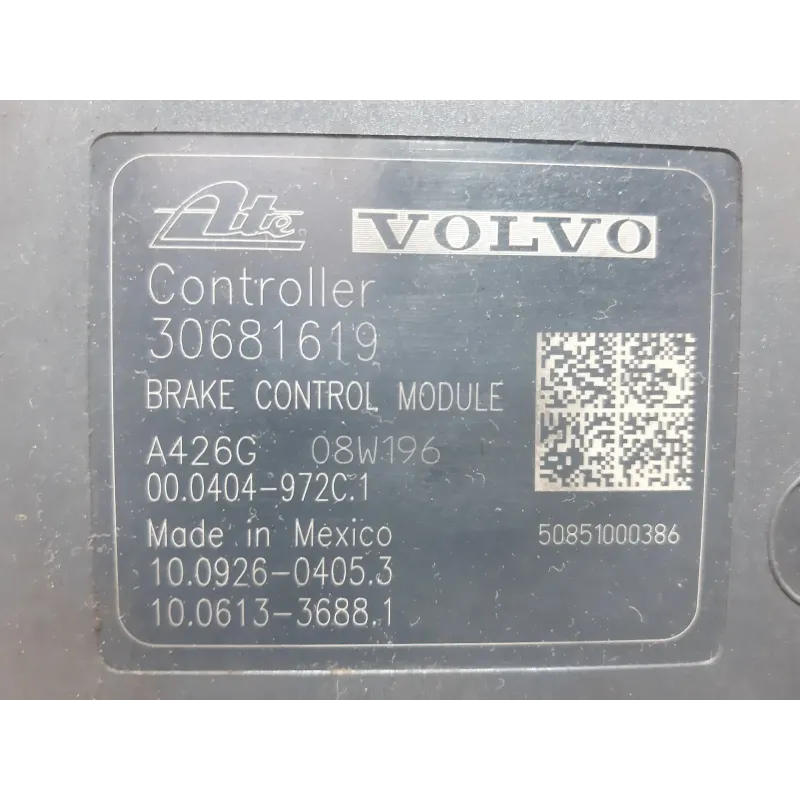 Ate VOLVO
Controller
30681619
BRAKE CONTROL MODULE
A426G 08W196
00.0404-972C.1
Made in Mexico 50851000386
10.0926-0405.3
10.0613-3688.1